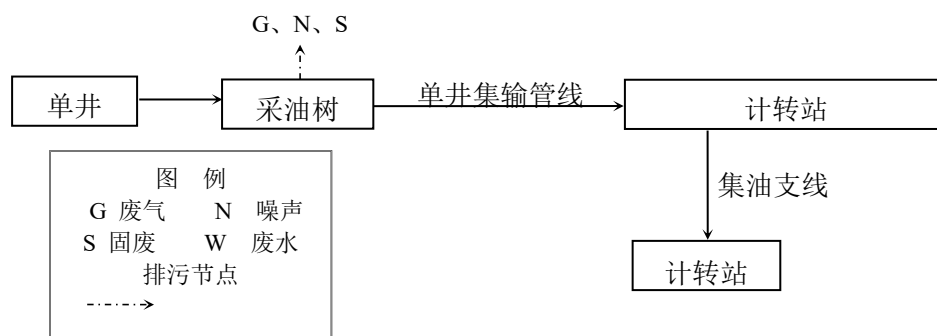 G、N、S
单井
采油树
单井集输管线
计转站
集油支线
计转站
图 例
G 废气 N 噪声
S 固废 W 废水
排污节点